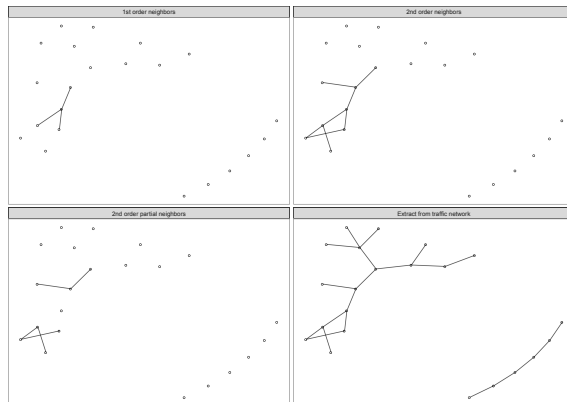 1st order neighbors
2nd order neighbors
2nd order partial neighbors
Extract from traffic network